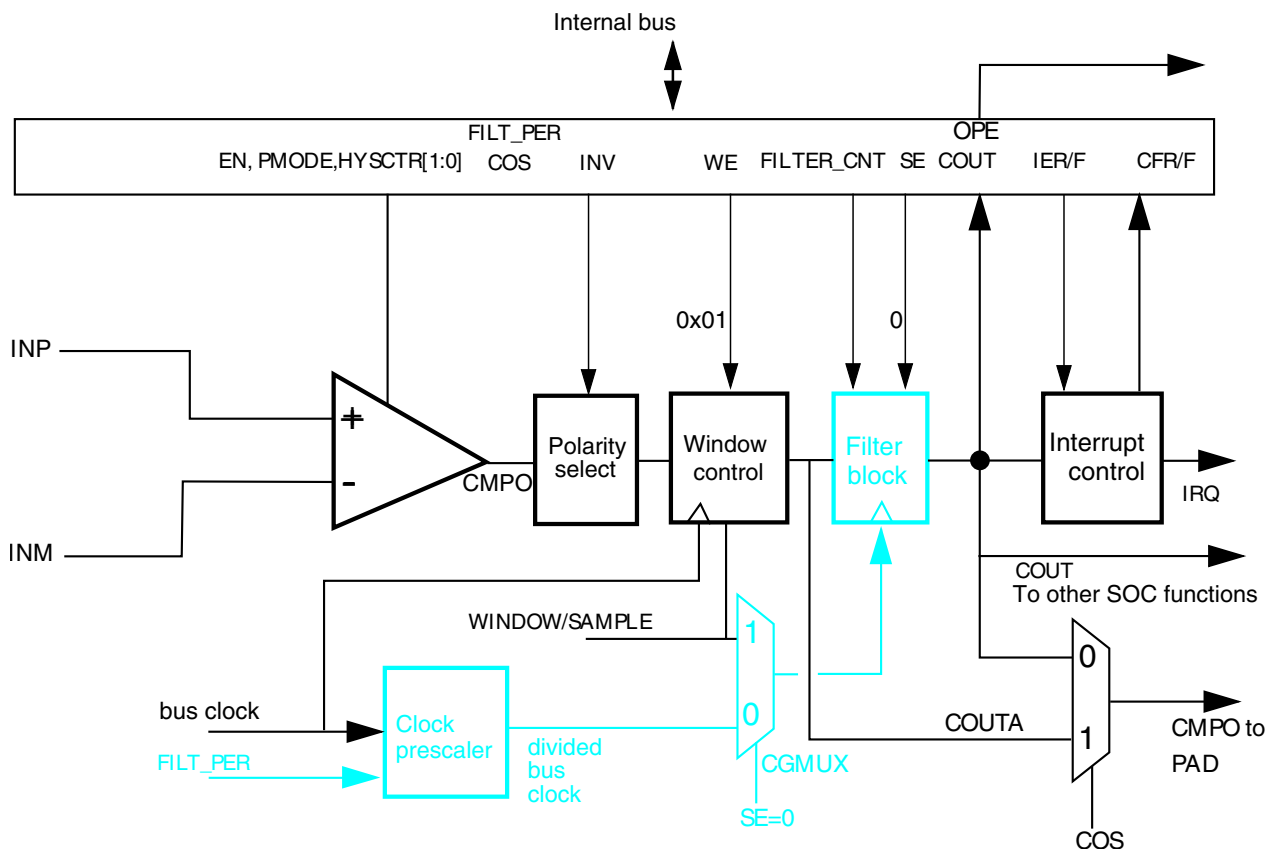 Internal bus
FILT_PER
OPE
EN, PMODE,HYSCTR[1:0]
COS
INV
WE
FILTER_CNT
SE
COUT
IER/F
CFR/F
0x01
0
INP
+
-
INM
CMPO
Polarity
select
Window
control
Filter
block
Interrupt
control
IRQ
COUT
To other SOC functions
WINDOW/SAMPLE
1
0
CGMUX
SE=0
bus clock
FILT_PER
Clock
prescaler
divided
bus
clock
COUTA
0
1
CMPO to
PAD
COS